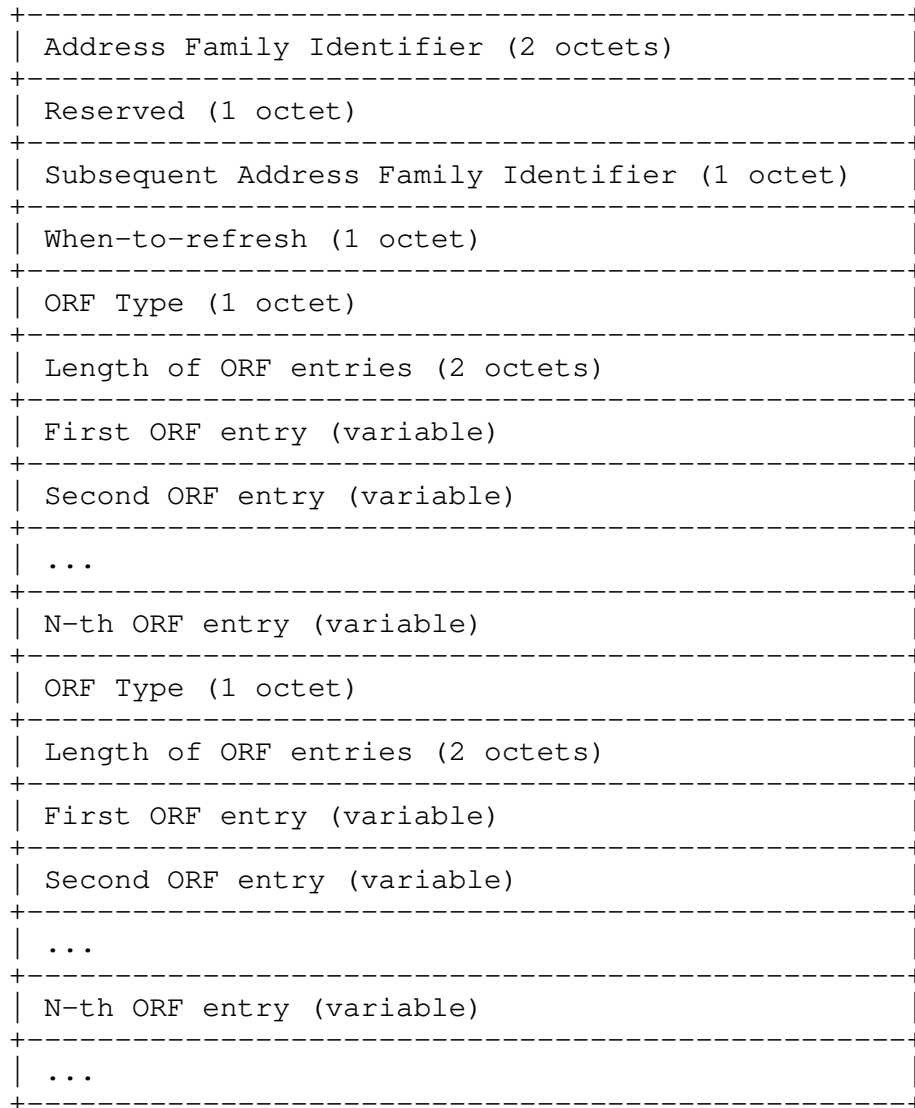 Address Family Identifier (2 octets)
Reserved (1 octet)
Subsequent Address Family Identifier (1 octet)
When-to-refresh (1 octet)
ORF Type (1 octet)
Length of ORF entries (2 octets)
First ORF entry (variable)
Second ORF entry (variable)
...
N-th ORF entry (variable)
ORF Type (1 octet)
Length of ORF entries (2 octets)
First ORF entry (variable)
Second ORF entry (variable)
...
N-th ORF entry (variable)
...